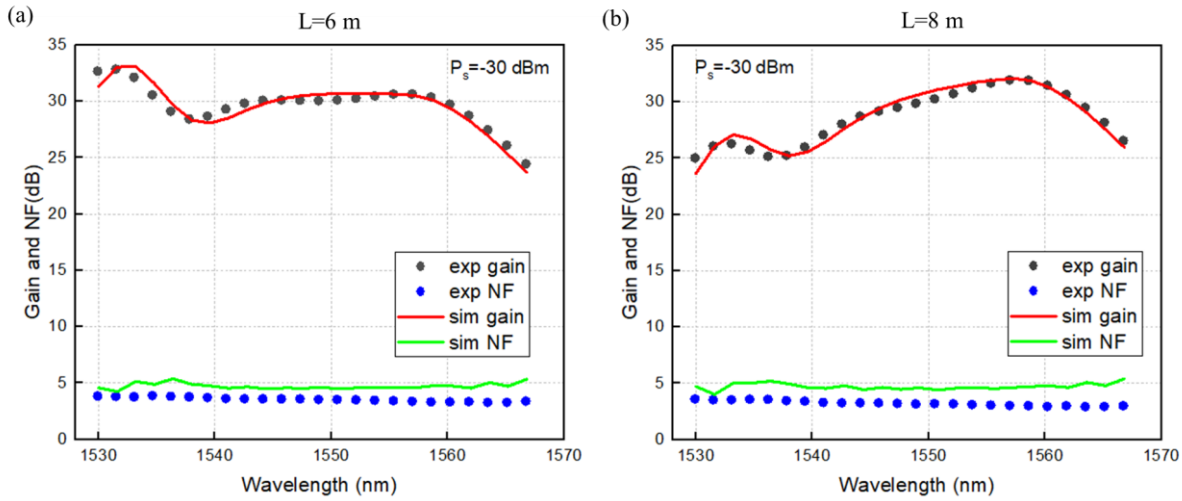 (a)
L=6 m
35
30
25
20
15
10
5
0
Gain and NF(dB)
Ps=-30 dBm
exp gain
exp NF
sim gain
sim NF
1530 1540 1550 1560 1570
Wavelength (nm)
(b)
L=8 m
35
30
25
20
15
10
5
0
Gain and NF(dB)
Ps=-30 dBm
exp gain
exp NF
sim gain
sim NF
1530 1540 1550 1560 1570
Wavelength (nm)